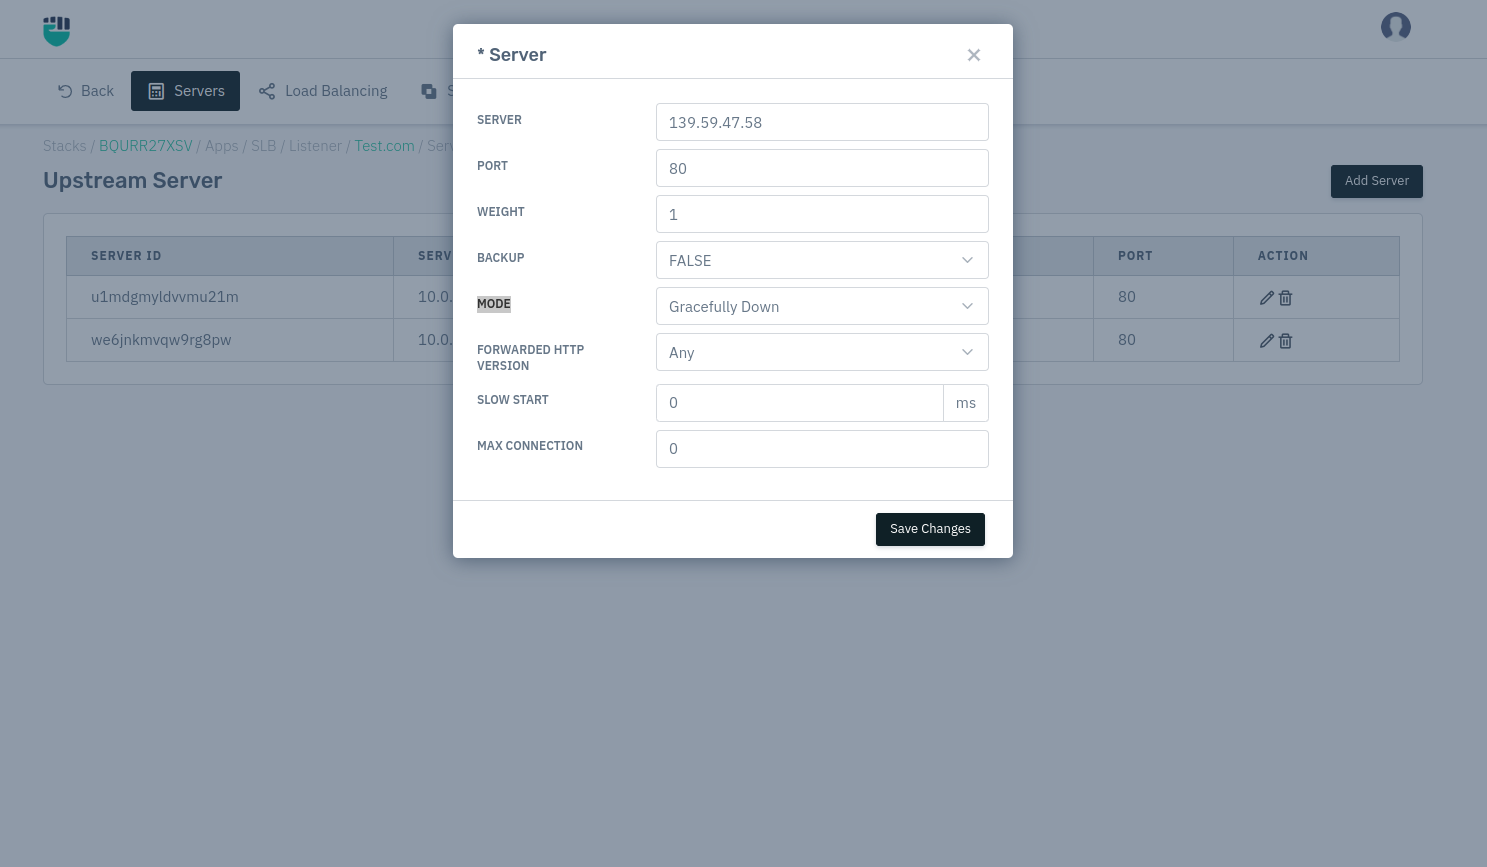 * Server
Back
Servers
Load Balancing
Stacks / BQURR27XSV / Apps / SLB / Listener / Test.com /
Upstream Server
Add Server
SERVER ID
PORT
ACTION
u1mdgmyldvvmu21m
10.0.
80
we6jnkmvqw9rg8pw
10.0.
80
SERVER
139.59.47.58
PORT
80
WEIGHT
1
BACKUP
FALSE
MODE
Gracefully Down
FORWARDED HTTP
VERSION
Any
SLOW START
0
ms
MAX CONNECTION
0
Save Changes